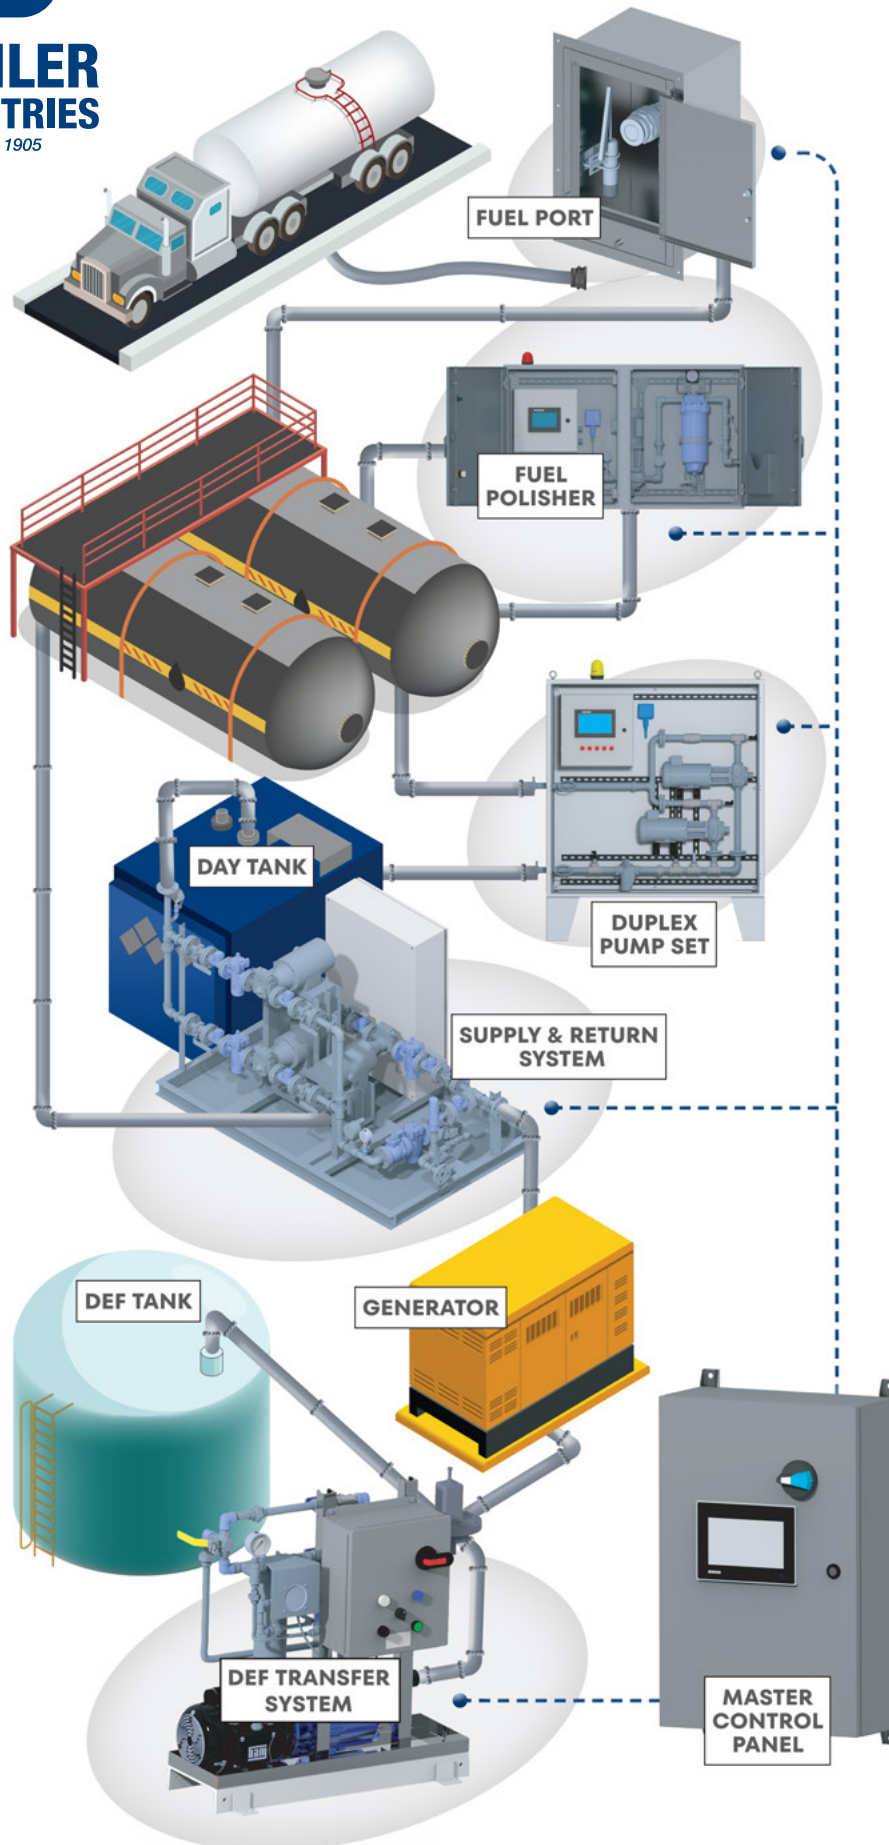 ILER
TRIES
1905
FUEL PORT
FUEL
POLISHER
DAY TANK
DUPLEX
PUMP SET
SUPPLY & RETURN
SYSTEM
DEF TANK
GENERATOR
DEF TRANSFER
SYSTEM
MASTER
CONTROL
PANEL